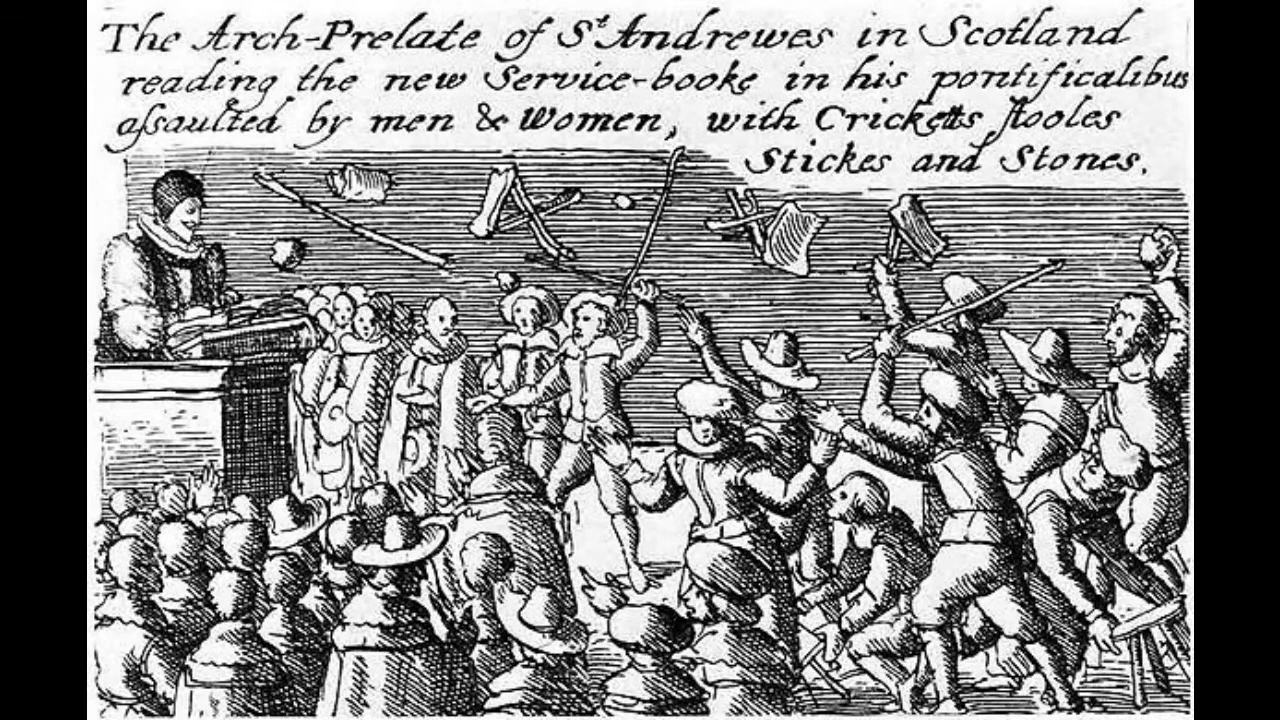 The Arch-Prelate of St Andrewes in Scotland
reading the new Service-booke in his pontificalibus
aſsaulted by men & Women, with Cricketts ſtooles
Stickes and Stones.